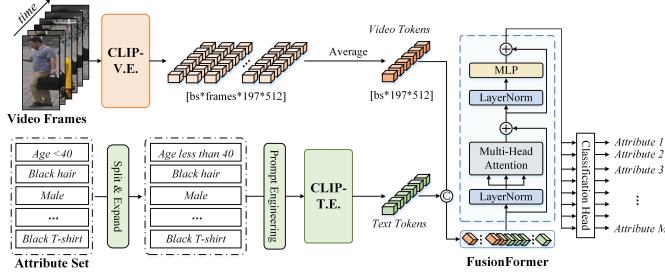 time
Video Frames
CLIP-
V.E.
[bs*frames*197*512]
Average
Video Tokens
[bs*197*512]
Attribute Set
Age <40
Black hair
Male
...
Black T-shirt
Split & Expand
Age less than 40
Black hair
Male
...
Black T-shirt
Prompt Engineering
CLIP-
T.E.
Text Tokens
C
MLP
LayerNorm
Multi-Head
Attention
LayerNorm
FusionFormer
Classification Head
Attribute 1
Attribute 2
Attribute 3
...
Attribute M